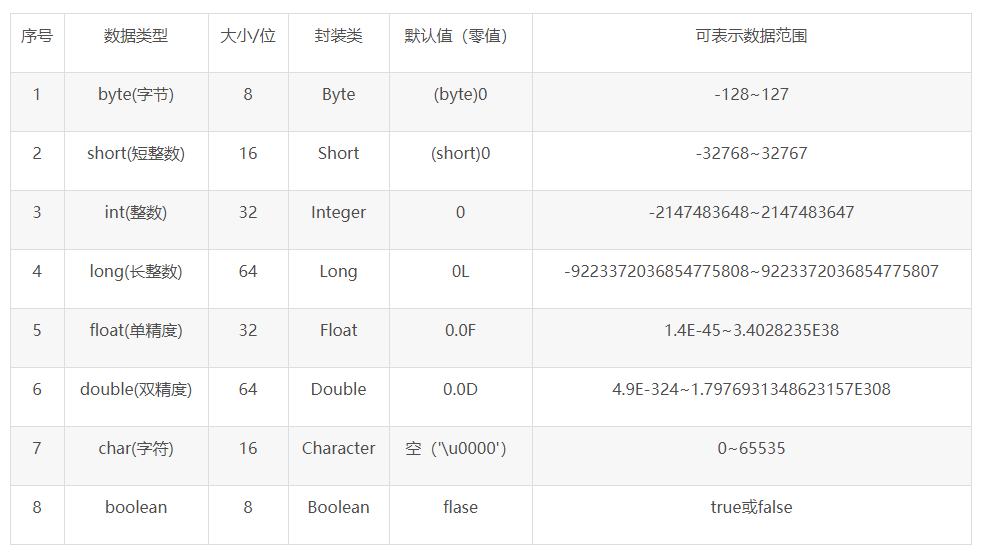 序号 数据类型 大小/位 封装类 默认值（零值） 可表示数据范围
1 byte(字节) 8 Byte (byte)0 -128~127
2 short(短整数) 16 Short (short)0 -32768~32767
3 int(整数) 32 Integer 0 -2147483648~2147483647
4 long(长整数) 64 Long 0L -9223372036854775808~9223372036854775807
5 float(单精度) 32 Float 0.0F 1.4E-45~3.4028235E38
6 double(双精度) 64 Double 0.0D 4.9E-324~1.7976931348623157E308
7 char(字符) 16 Character 空（'\u0000'） 0~65535
8 boolean 8 Boolean flase true或false